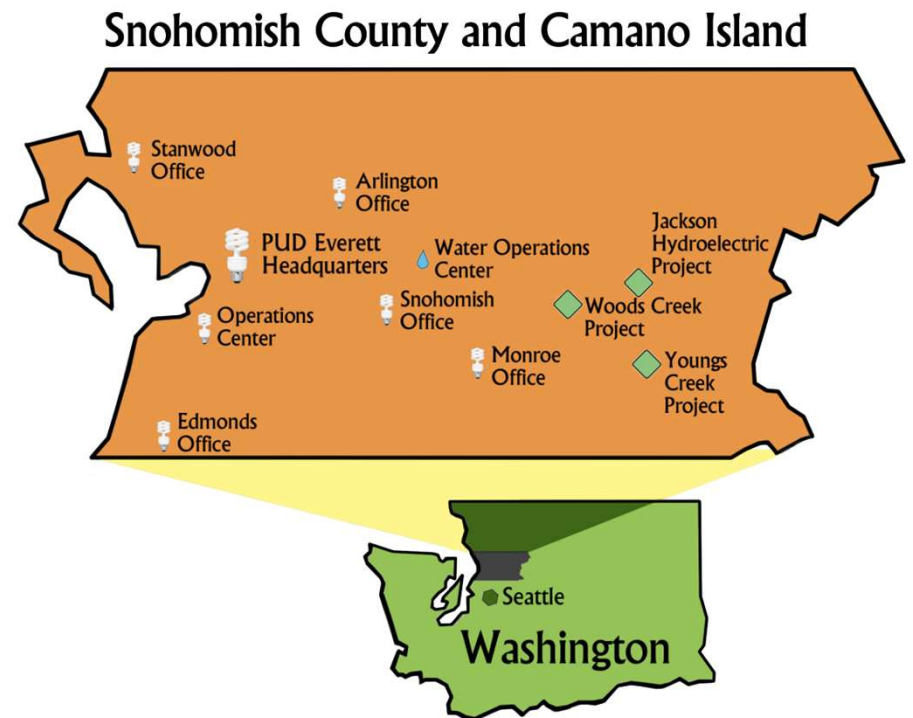 Snohomish County and Camano Island
Stanwood
Office
Arlington
Office
Jackson
Hydroelectric
Project
PUD Everett
Headquarters
Water Operations
Center
Snohomish
Office
Woods Creek
Project
Operations
Center
Monroe
Office
Youngs
Creek
Project
Edmonds
Office
Seattle
Washington